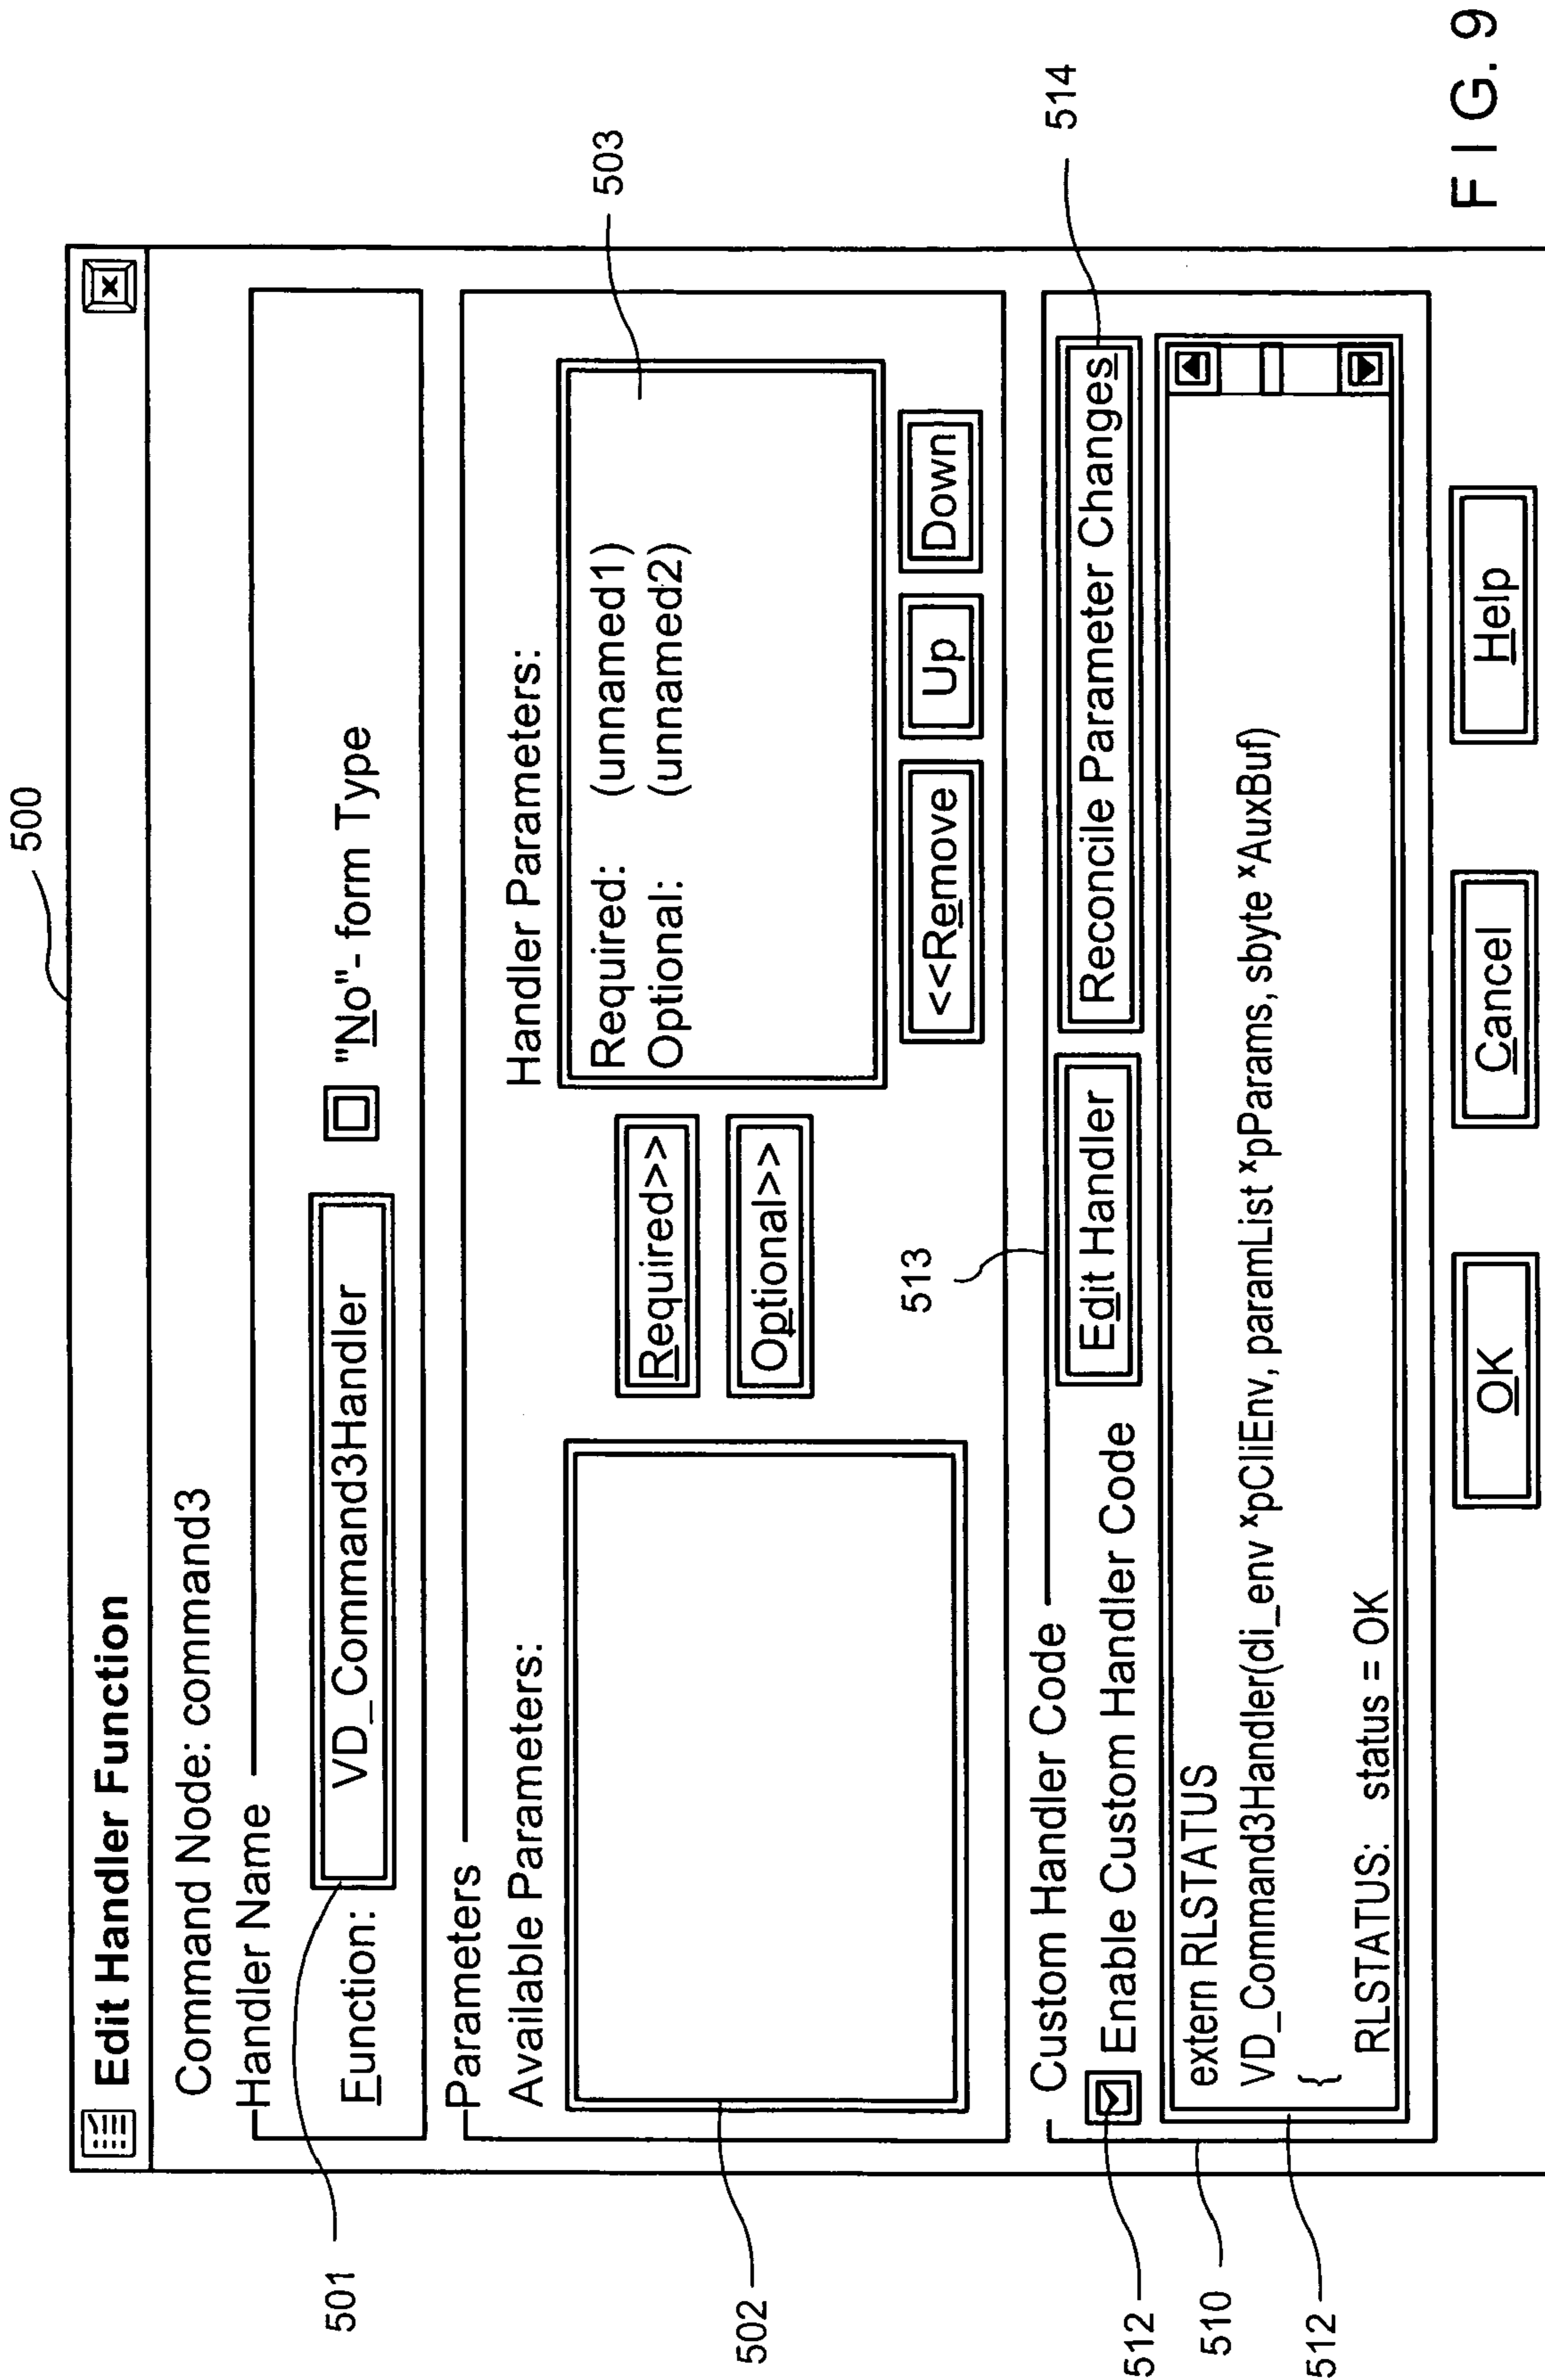 500
Edit Handler Function
x
Command Node: command3
Handler Name
501
Function:
VD_Command3Handler
"No"- form Type
Parameters
Available Parameters:
Handler Parameters:
502
503
Required>>
Optional>>
Required: (unnamed1)
Optional: (unnamed2)
<<Remove
Up
Down
513
514
Custom Handler Code
512
Enable Custom Handler Code
Edit Handler
Reconcile Parameter Changes
510
512
extern RLSTATUS
VD_Command3Handler(cli_env *pCliEnv, paramList *pParams, sbyte *AuxBuf)
{
RLSTATUS: status = OK
OK
Cancel
Help
FIG. 9